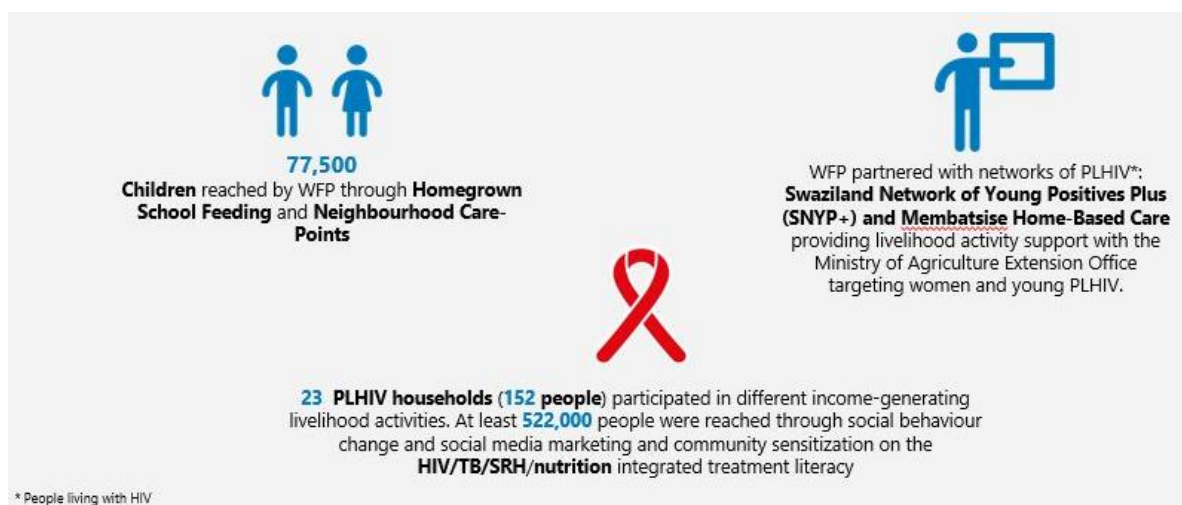 77,500
Children reached by WFP through Homegrown
School Feeding and Neighbourhood Care-
Points
WFP partnered with networks of PLHIV*:
Swaziland Network of Young Positives Plus
(SNYP+) and Membatsise Home-Based Care
providing livelihood activity support with the
Ministry of Agriculture Extension Office
targeting women and young PLHIV.
23 PLHIV households (152 people) participated in different income-generating
livelihood activities. At least 522,000 people were reached through social behaviour
change and social media marketing and community sensitization on the
HIV/TB/SRH/nutrition integrated treatment literacy
* People living with HIV